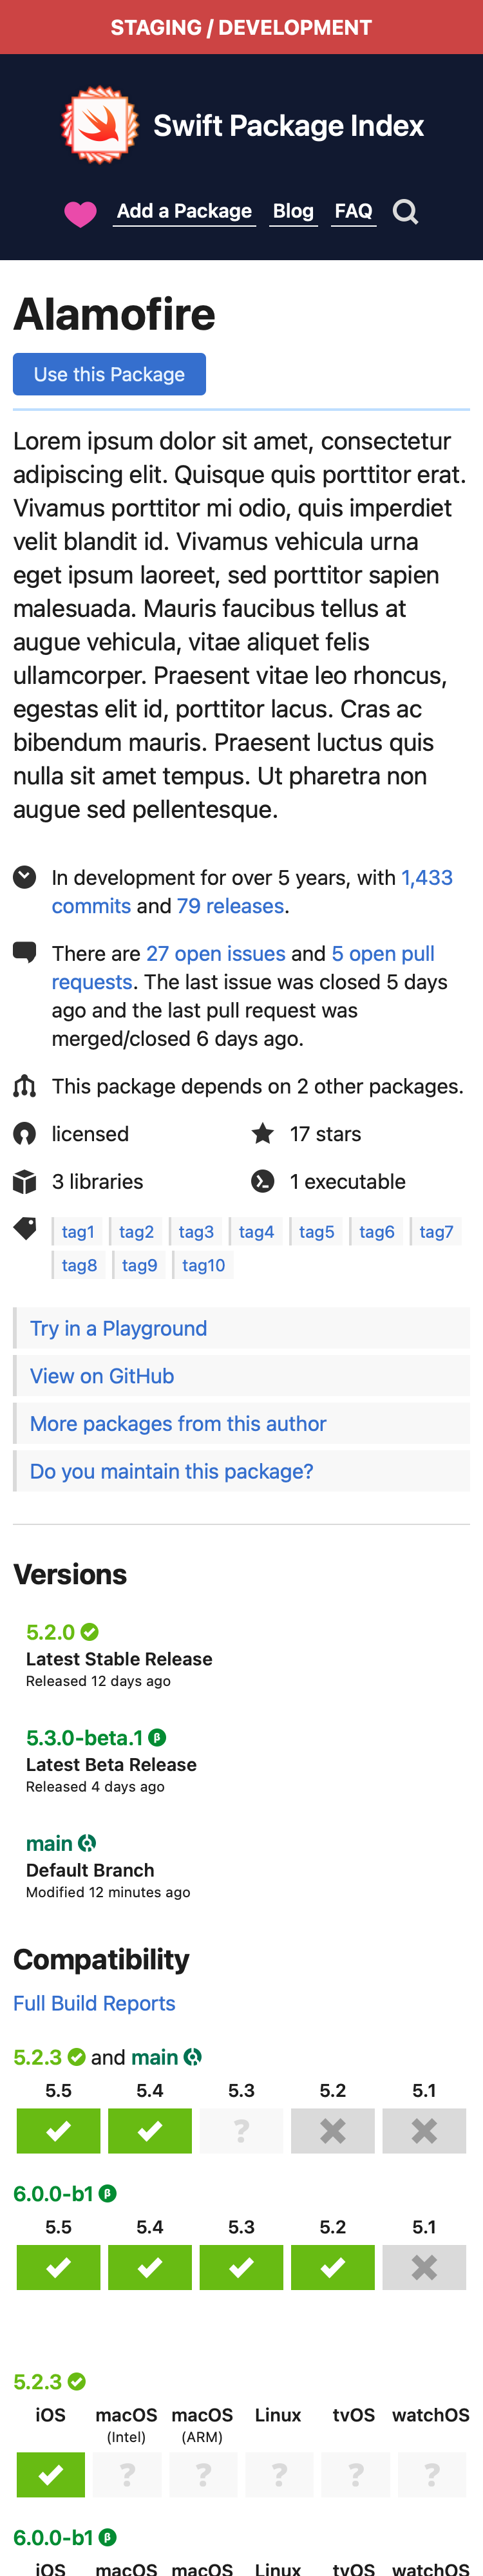 STAGING / DEVELOPMENT
Swift Package Index
Add a Package Blog FAQ
Alamofire
Use this Package
Lorem ipsum dolor sit amet, consectetur
adipiscing elit. Quisque quis porttitor erat.
Vivamus porttitor mi odio, quis imperdiet
velit blandit id. Vivamus vehicula urna
eget ipsum laoreet, sed porttitor sapien
malesuada. Mauris faucibus tellus at
augue vehicula, vitae aliquet felis
ullamcorper. Praesent vitae leo rhoncus,
egestas elit id, porttitor lacus. Cras ac
bibendum mauris. Praesent luctus quis
nulla sit amet tempus. Ut pharetra non
augue sed pellentesque.
In development for over 5 years, with 1,433
commits and 79 releases.
There are 27 open issues and 5 open pull
requests. The last issue was closed 5 days
ago and the last pull request was
merged/closed 6 days ago.
This package depends on 2 other packages.
licensed 17 stars
3 libraries 1 executable
tag1 tag2 tag3 tag4 tag5 tag6 tag7
tag8 tag9 tag10
Try in a Playground
View on GitHub
More packages from this author
Do you maintain this package?
Versions
5.2.0
Latest Stable Release
Released 12 days ago
5.3.0-beta.1 β
Latest Beta Release
Released 4 days ago
main
Default Branch
Modified 12 minutes ago
Compatibility
Full Build Reports
5.2.3 and main
5.5 5.4 5.3 5.2 5.1
?
6.0.0-b1 β
5.5 5.4 5.3 5.2 5.1
5.2.3
iOS macOS macOS Linux tvOS watchOS
(Intel) (ARM)
? ? ? ? ?
6.0.0-b1 β
iOS macOS macOS Linux tvOS watchOS